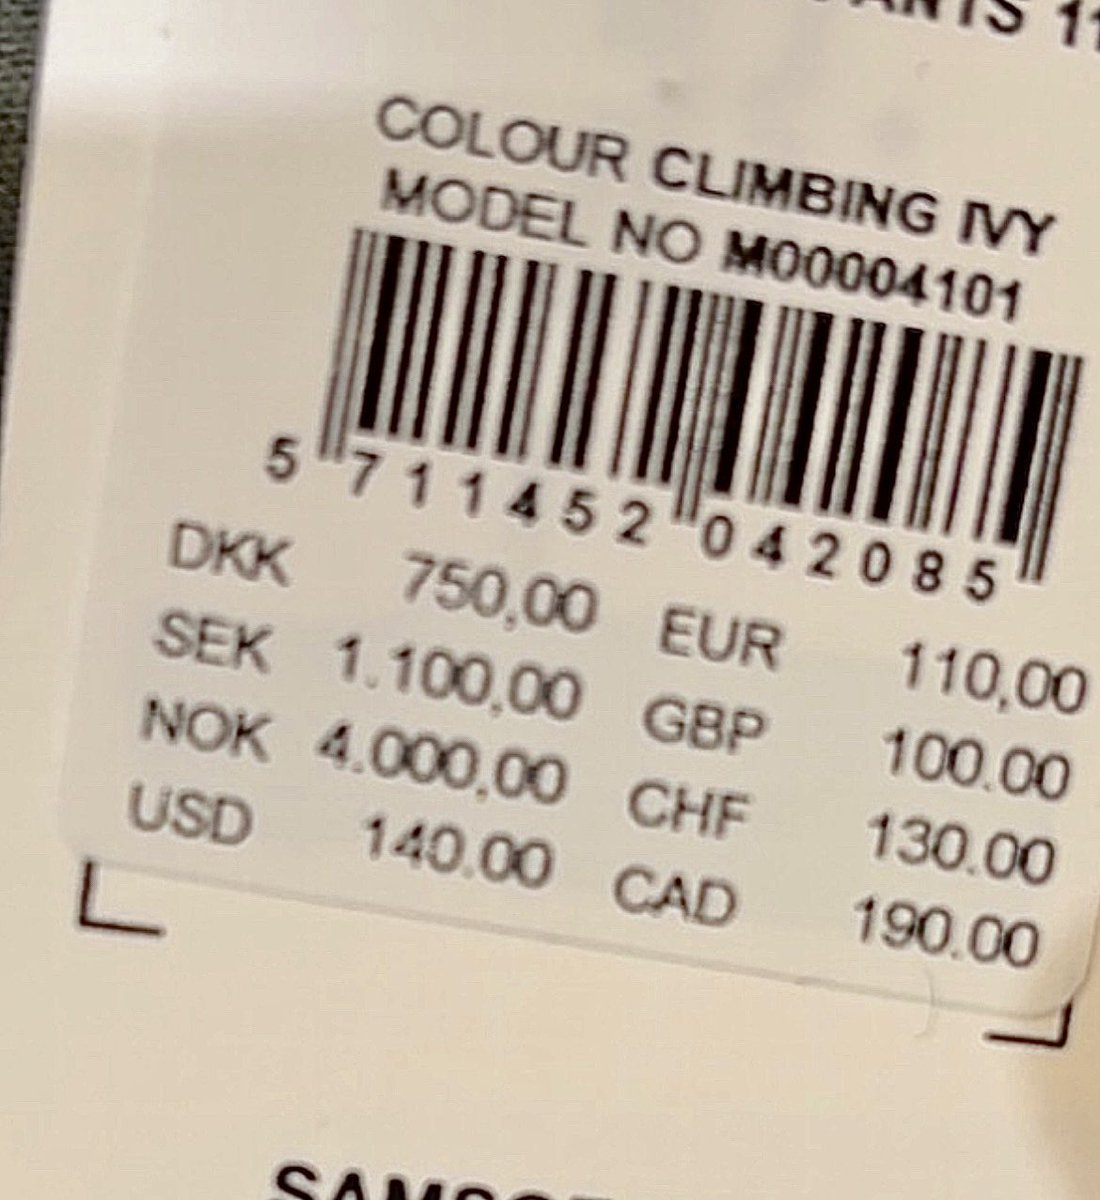 COLOUR CLIMBING IVY
MODEL NO M00004101
5 711452 042085
DKK 750,00 EUR 110,00
SEK 1.100,00 GBP 100.00
NOK 4.000,00 CHF 130.00
USD 140.00 CAD 190.00